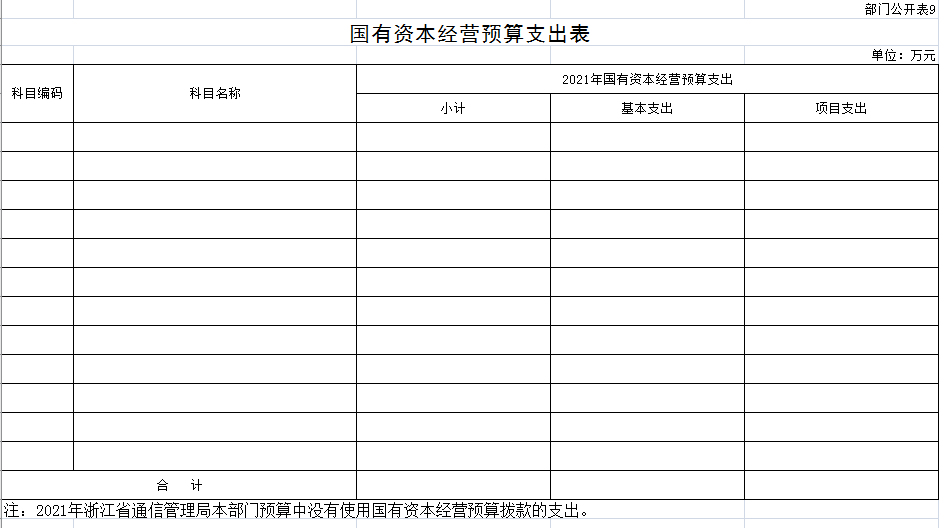 部门公开表9
国有资本经营预算支出表
单位：万元
科目编码 科目名称 2021年国有资本经营预算支出
小计 基本支出 项目支出
合 计
注：2021年浙江省通信管理局本部门预算中没有使用国有资本经营预算拨款的支出。